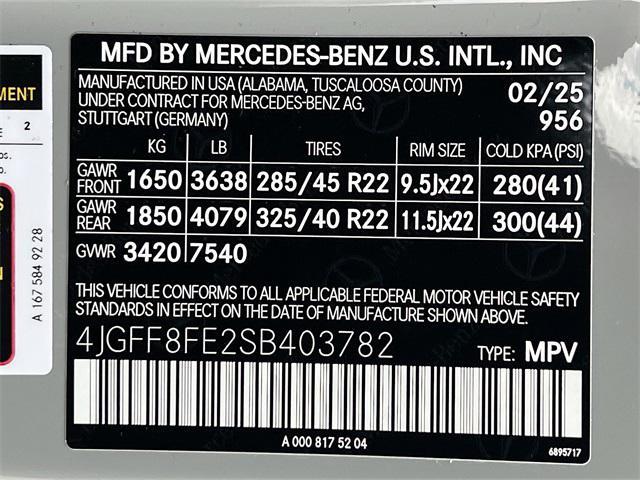 MFD BY MERCEDES-BENZ U.S. INTL., INC
MANUFACTURED IN USA (ALABAMA, TUSCALOOSA COUNTY)
UNDER CONTRACT FOR MERCEDES-BENZ AG,
STUTTGART (GERMANY)
02/25
956
KG LB TIRES RIM SIZE COLD KPA (PSI)
GAWR FRONT 1650 3638 285/45 R22 9.5Jx22 280(41)
GAWR REAR 1850 4079 325/40 R22 11.5Jx22 300(44)
GVWR 3420 7540
THIS VEHICLE CONFORMS TO ALL APPLICABLE FEDERAL MOTOR VEHICLE SAFETY
STANDARDS IN EFFECT ON THE DATE OF MANUFACTURE SHOWN ABOVE.
4JGFF8FE2SB403782
TYPE: MPV
A 000 817 52 04
6895717
MENT
E 2
os.
o.
S
N
A 167 584 92 28